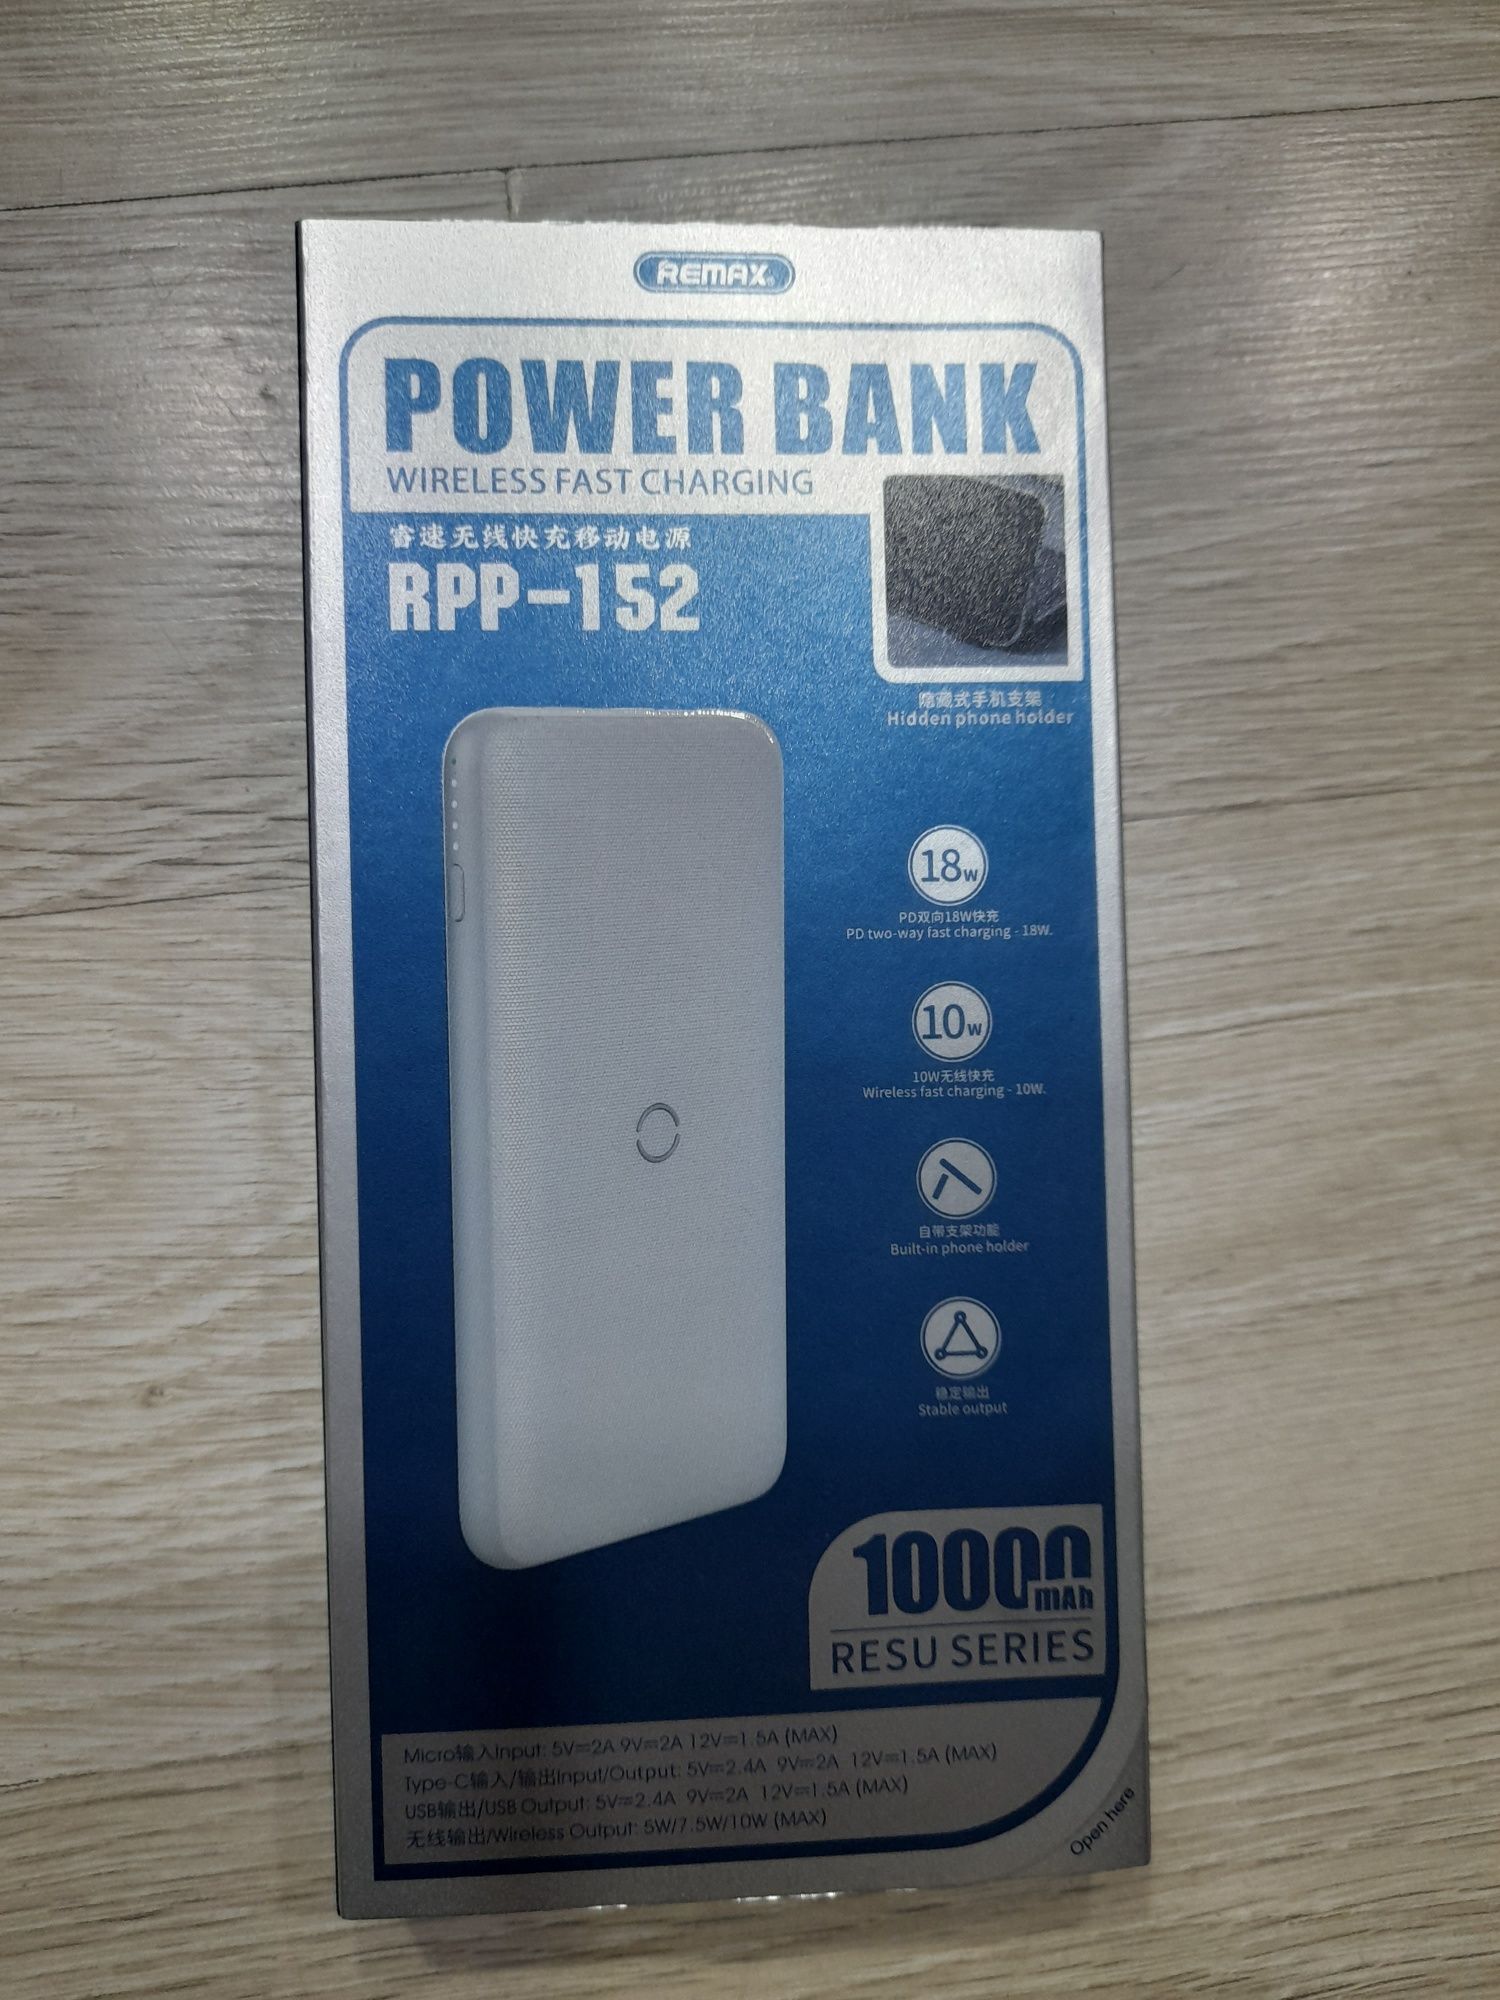 REMAX
POWER BANK
WIRELESS FAST CHARGING
睿速无线快充移动电源
RPP-152
隐藏式手机支架
Hidden phone holder
18W
PD双向18W快充
PD two-way fast charging - 18W.
10W
10W无线快充
Wireless fast charging - 10W.
自带支架功能
Built-in phone holder
稳定输出
Stable output
10000mAh
RESU SERIES
Micro输入/Input: 5V⎓2A 9V⎓2A 12V⎓1.5A (MAX)
Type-C输入/输出Input/Output: 5V⎓2.4A 9V⎓2A 12V⎓1.5A (MAX)
USB输出/USB Output: 5V⎓2.4A 9V⎓2A 12V⎓1.5A (MAX)
无线输出/Wireless Output: 5W/7.5W/10W (MAX)
Open here